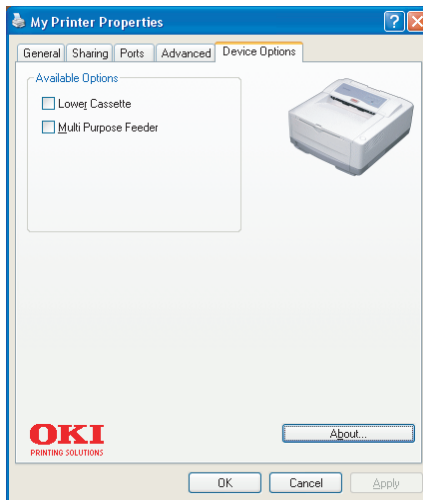 My Printer Properties
General Sharing Ports Advanced Device Options
Available Options
Lower Cassette
Multi Purpose Feeder
OKI
PRINTING SOLUTIONS
About...
OK Cancel Apply